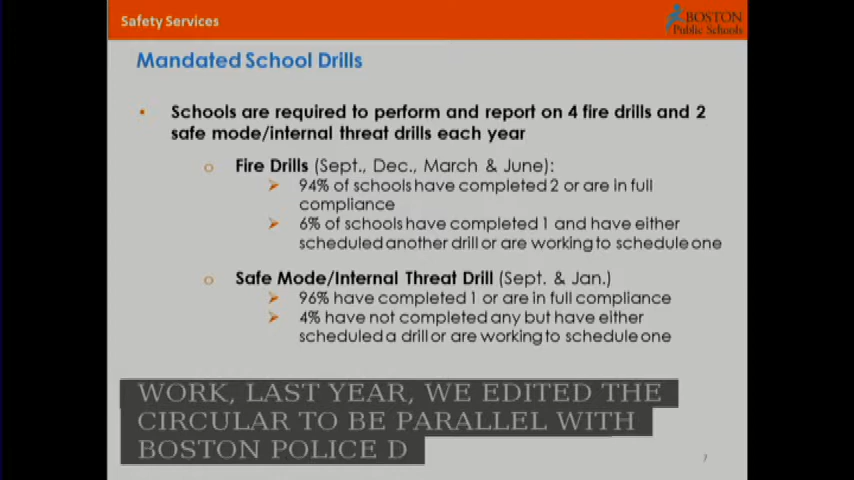 Safety Services
BOSTON
Public Schools
Mandated School Drills
• Schools are required to perform and report on 4 fire drills and 2
safe mode/internal threat drills each year
o Fire Drills (Sept., Dec., March & June):
➢ 94% of schools have completed 2 or are in full
compliance
➢ 6% of schools have completed 1 and have either
scheduled another drill or are working to schedule one
o Safe Mode/Internal Threat Drill (Sept. & Jan.)
➢ 96% have completed 1 or are in full compliance
➢ 4% have not completed any but have either
scheduled a drill or are working to schedule one
WORK, LAST YEAR, WE EDITED THE
CIRCULAR TO BE PARALLEL WITH
BOSTON POLICE D
7